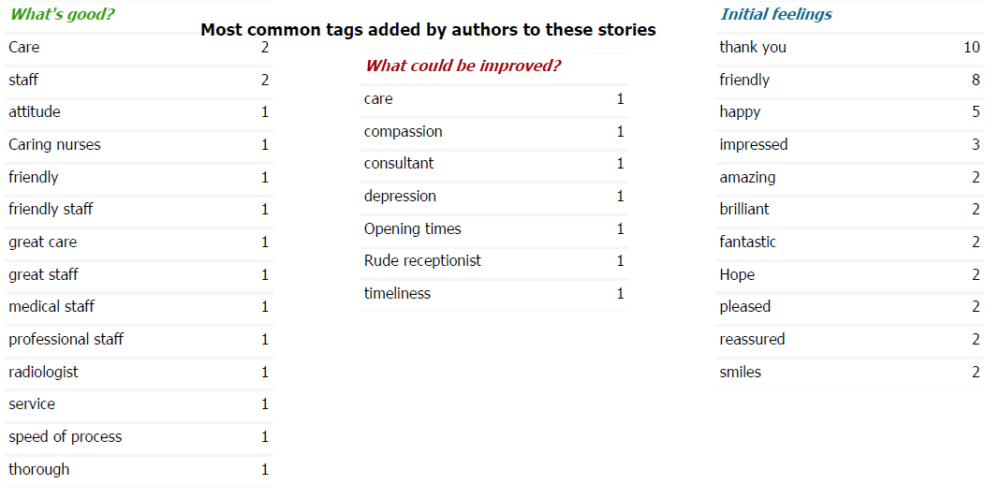 Most common tags added by authors to these stories
What's good?
Care 2
staff 2
attitude 1
Caring nurses 1
friendly 1
friendly staff 1
great care 1
great staff 1
medical staff 1
professional staff 1
radiologist 1
service 1
speed of process 1
thorough 1
What could be improved?
care 1
compassion 1
consultant 1
depression 1
Opening times 1
Rude receptionist 1
timeliness 1
Initial feelings
thank you 10
friendly 8
happy 5
impressed 3
amazing 2
brilliant 2
fantastic 2
Hope 2
pleased 2
reassured 2
smiles 2